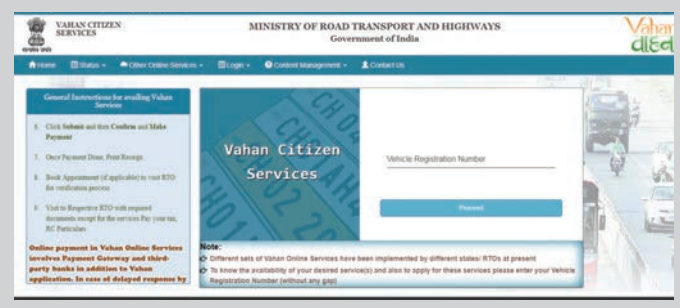 VAHAN CITIZEN
SERVICES
MINISTRY OF ROAD TRANSPORT AND HIGHWAYS
Government of India
Vahan
Home Status Other Online Services Login Content Management Contact Us
General Instructions for availing Vahan
Services
Click Submit and then Confirm and Make
Payment
7. Once Payment Done, Print Receipt.
8. Book Appointment (if applicable) to visit RTO
for verification process
9. Visit to Respective RTO with required
documents except for the services Pay your tax,
RC Particulars
Online payment in Vahan Online Services
involves Payment Gateway and third-
party banks in addition to Vahan
application. In case of delayed response by
Vahan Citizen
Services
Vehicle Registration Number
Proceed
Note:
Different sets of Vahan Online Services have been implemented by different states/ RTOs at present
To know the availability of your desired service(s) and also to apply for these services please enter your Vehicle
Registration Number (without any gap)